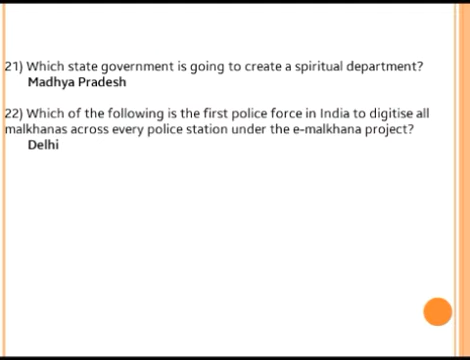 21) Which state government is going to create a spiritual department?
Madhya Pradesh
22) Which of the following is the first police force in India to digitise all
malkhanas across every police station under the e-malkhana project?
Delhi